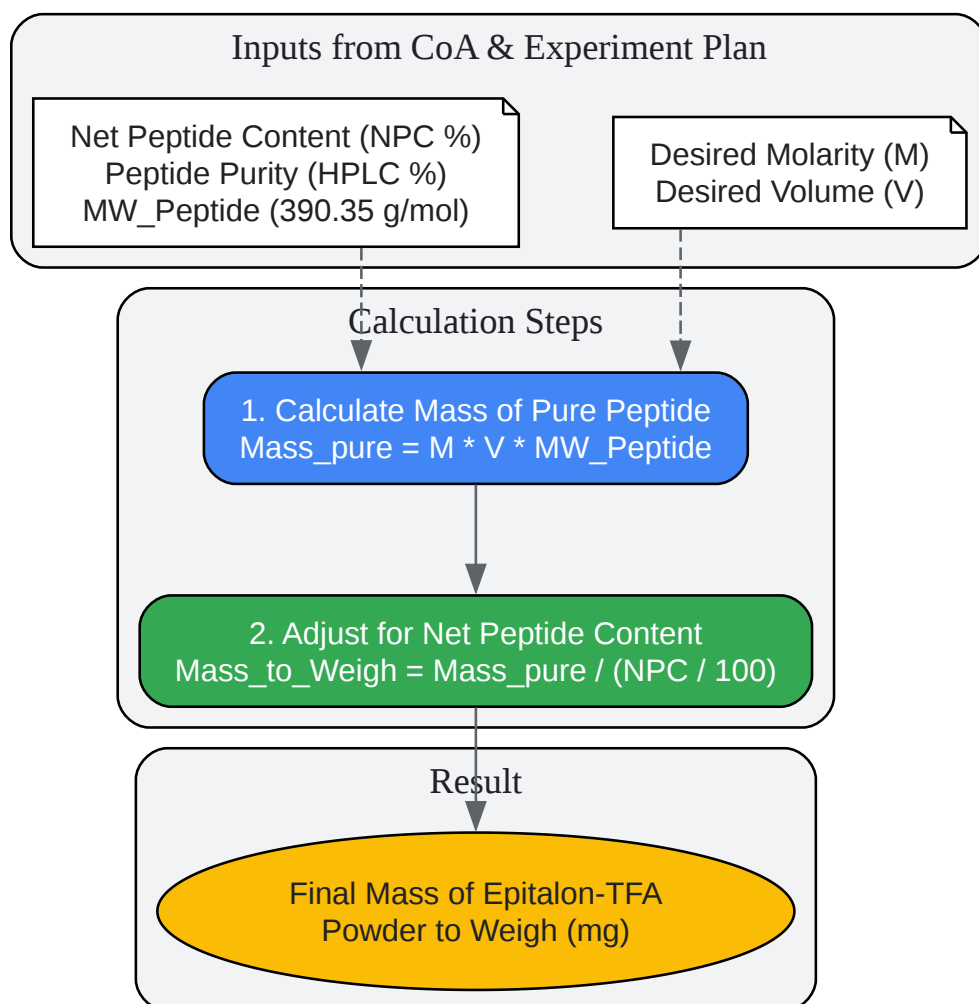 Inputs from CoA & Experiment Plan
Net Peptide Content (NPC %)
Peptide Purity (HPLC %)
MW_Peptide (390.35 g/mol)
Desired Molarity (M)
Desired Volume (V)
Calculation Steps
1. Calculate Mass of Pure Peptide
Mass_pure = M * V * MW_Peptide
2. Adjust for Net Peptide Content
Mass_to_Weigh = Mass_pure / (NPC / 100)
Result
Final Mass of Epitalon-TFA
Powder to Weigh (mg)